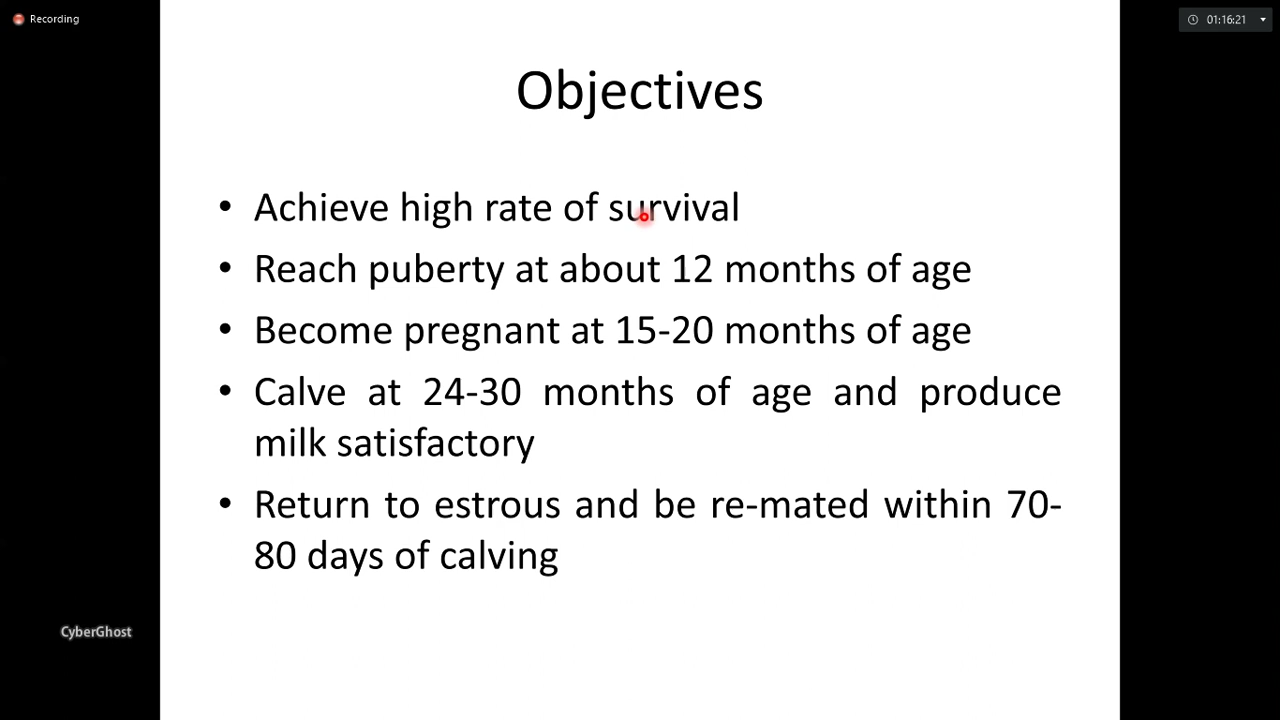 Recording
01:16:21
Objectives
• Achieve high rate of survival
• Reach puberty at about 12 months of age
• Become pregnant at 15-20 months of age
• Calve at 24-30 months of age and produce
milk satisfactory
• Return to estrous and be re-mated within 70-
80 days of calving
CyberGhost